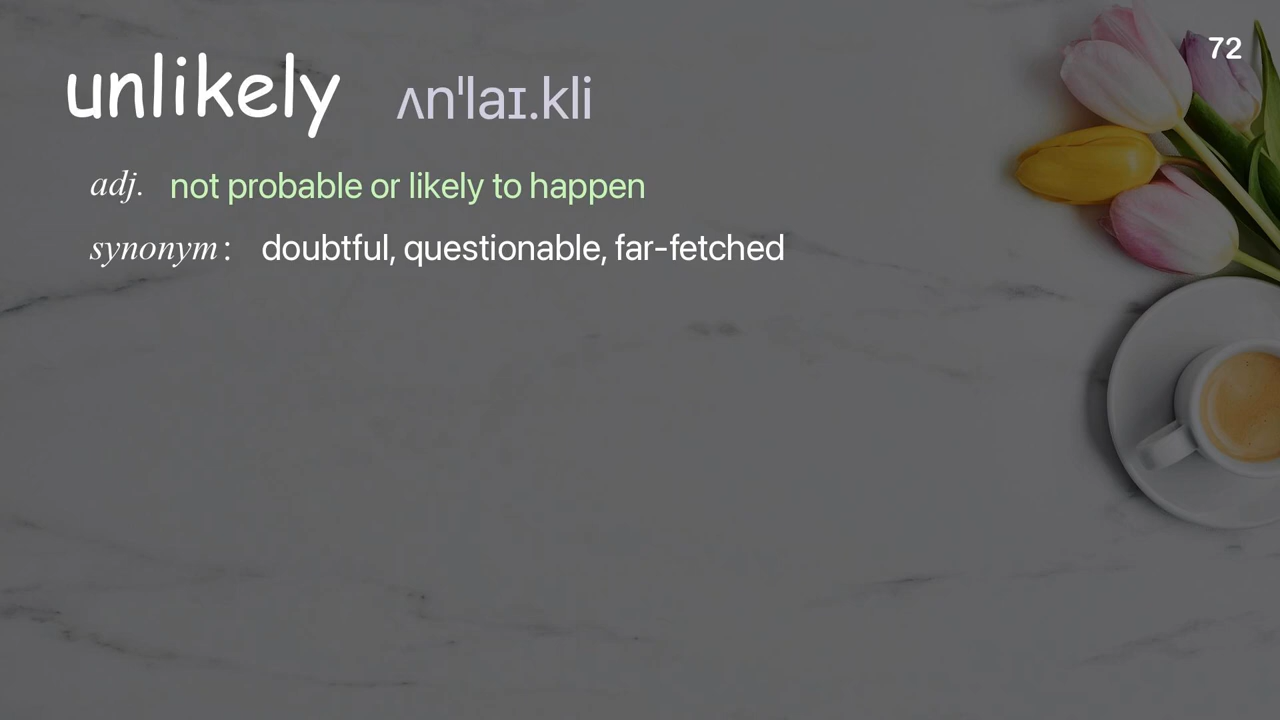 72
unlikely ʌnˈlaɪ.kli
adj. not probable or likely to happen
synonym: doubtful, questionable, far-fetched